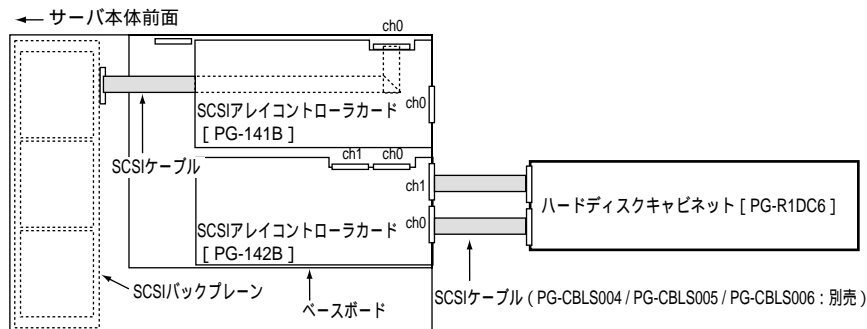 ← サーバ本体前面
ch0
SCSIアレイコントローラカード
[ PG-141B ]
ch0
SCSIケーブル
ch1 ch0
ch1
SCSIアレイコントローラカード
[ PG-142B ]
ch0
ハードディスクキャビネット [ PG-R1DC6 ]
SCSIバックプレーン
ベースボード
SCSIケーブル ( PG-CBLS004 / PG-CBLS005 / PG-CBLS006 : 別売 )